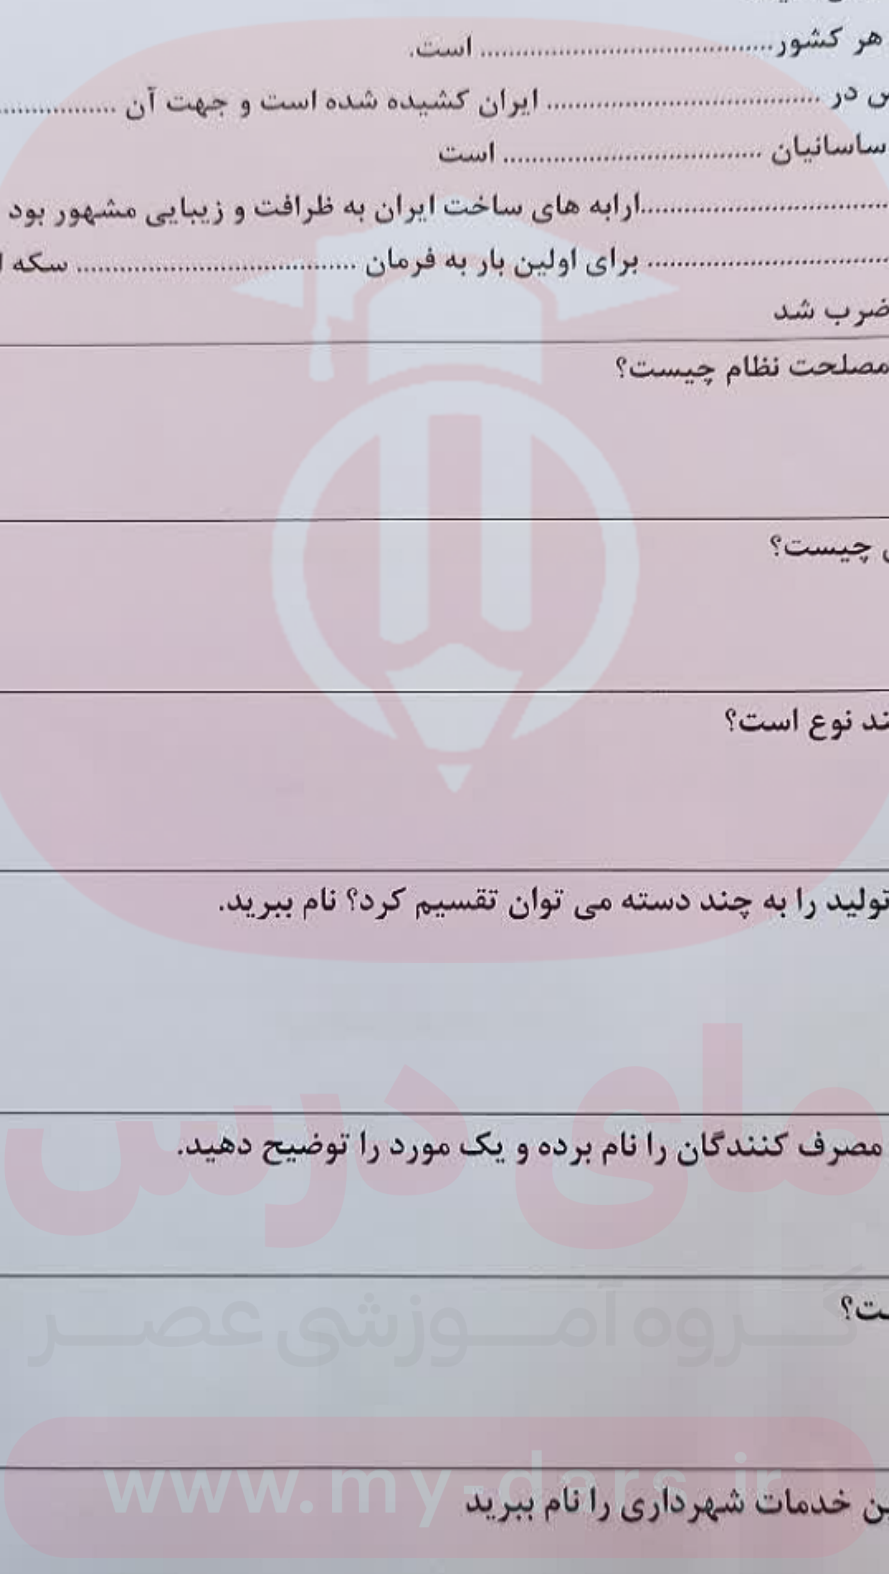 هر کشور........................................ است.
در ...................................... ایران کشیده شده است و جهت آن ................
ساسانیان .................................... است
..................................ارابه های ساخت ایران به ظرافت و زیبایی مشهور بود
.................................. برای اولین بار به فرمان ....................................... سکه
ضرب شد
مصلحت نظام چیست؟
چیست؟
نوع است؟
تولید را به چند دسته می توان تقسیم کرد؟ نام ببرید.
مای درس
مصرف کنندگان را نام برده و یک مورد را توضیح دهید.
گروه آموزشی عصر
www.my-dars.ir
خدمات شهرداری را نام ببرید